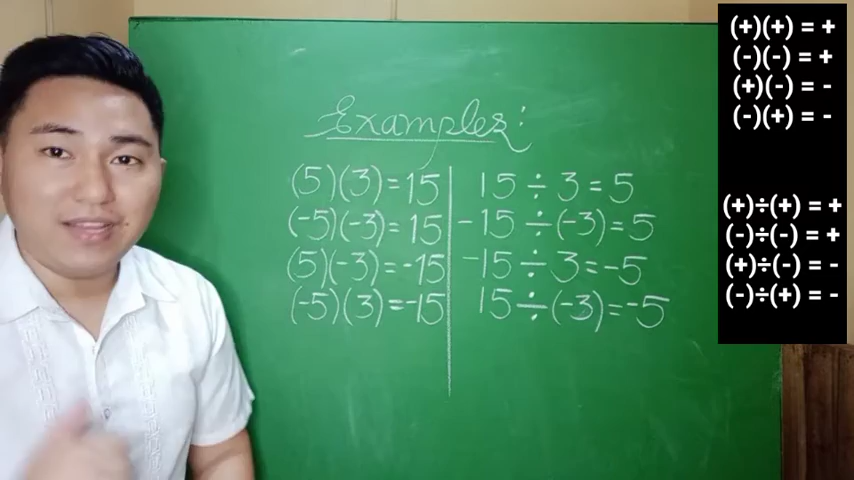 Examples:
(5)(3)=15
(-5)(-3)=15
(5)(-3)=-15
(-5)(3)=-15
15÷3=5
-15÷(-3)=5
-15÷3=-5
15÷(-3)=-5
(+)(+) = +
(-)(-) = +
(+)(-) = -
(-)(+) = -
(+)÷(+) = +
(-)÷(-) = +
(+)÷(-) = -
(-)÷(+) = -